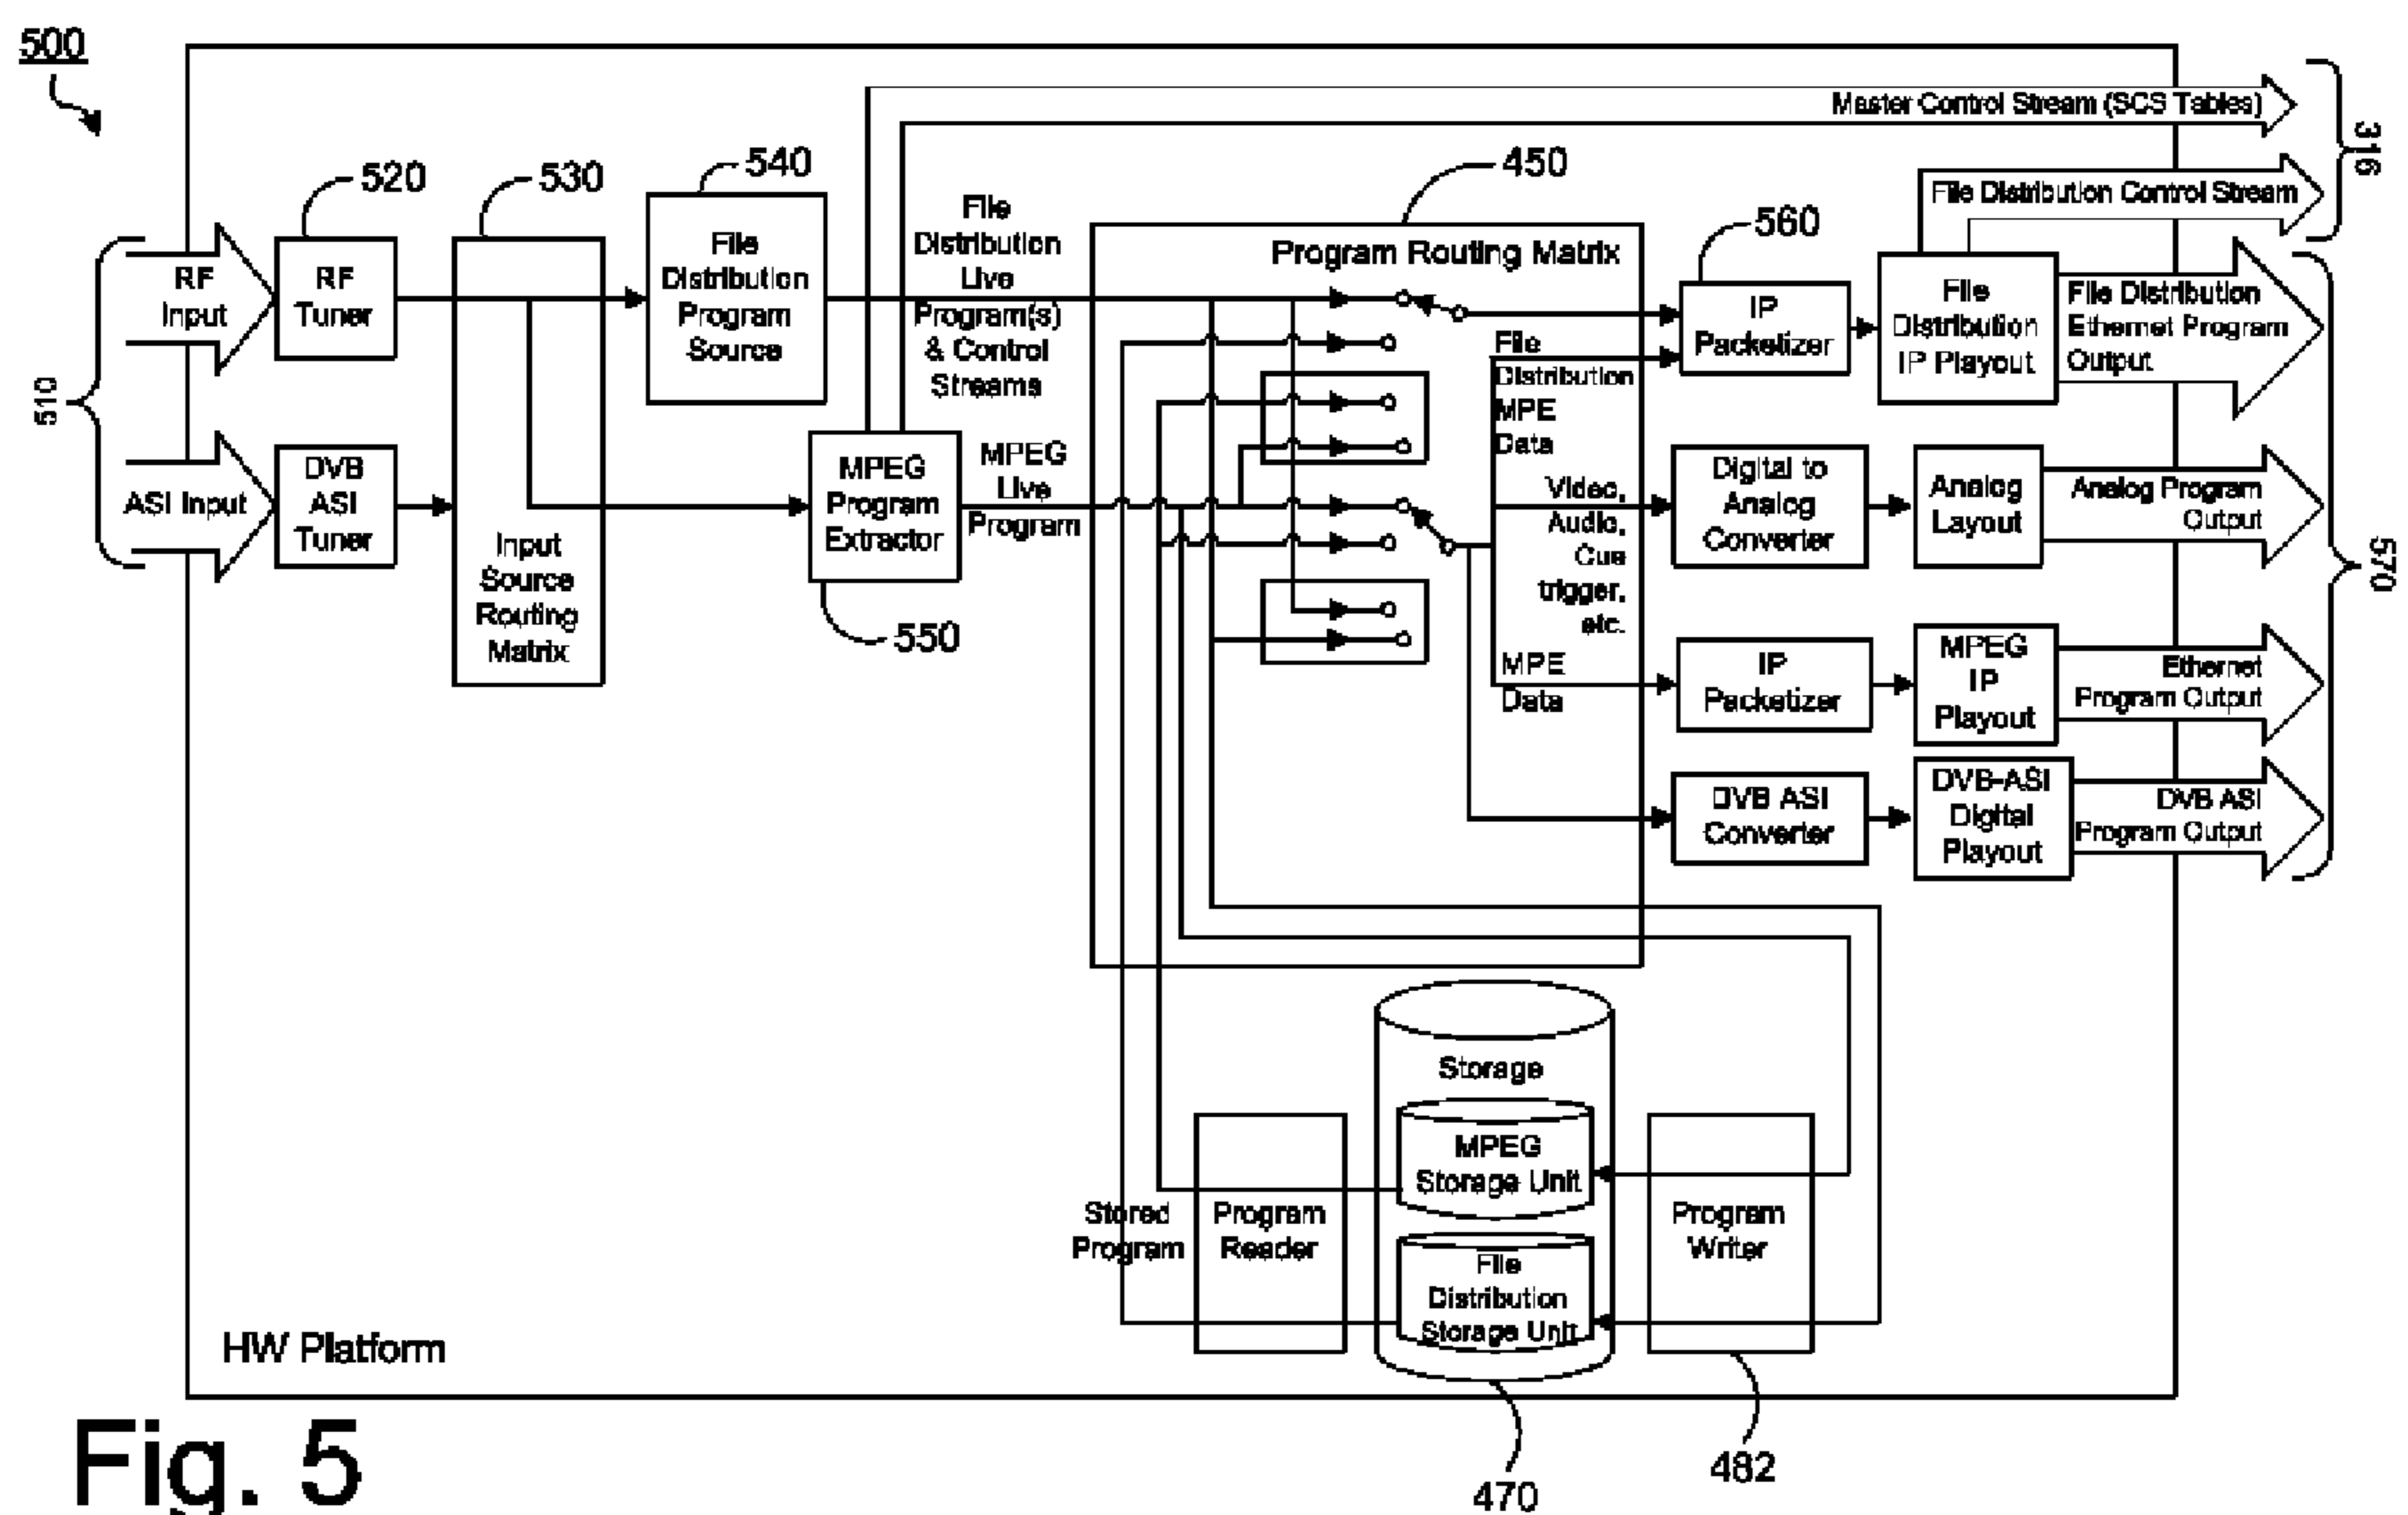 500
Master Control Stream (SCS Tables)
316
File Distribution Control Stream
520
530
540
450
560
510
RF
Input
RF
Tuner
File
Distribution
Program
Source
File
Distribution
Live
Program(s)
& Control
Streams
Program Routing Matrix
IP
Packetizer
File
Distribution
IP Playout
File Distribution
Ethernet Program
Output
File
Distribution
MPE
Data
ASI Input
DVB
ASI
Tuner
Input
Source
Routing
Matrix
MPEG
Program
Extractor
550
MPEG
Live
Program
Video,
Audio,
Cue
trigger,
etc.
Digital to
Analog
Converter
Analog
Layout
Analog Program
Output
570
MPE
Data
IP
Packetizer
MPEG
IP
Playout
Ethernet
Program Output
DVB ASI
Converter
DVB-ASI
Digital
Playout
DVB ASI
Program Output
Storage
MPEG
Storage Unit
Stored
Program
Program
Reader
Program
Writer
File
Distribution
Storage Unit
HW Platform
470
482
Fig. 5